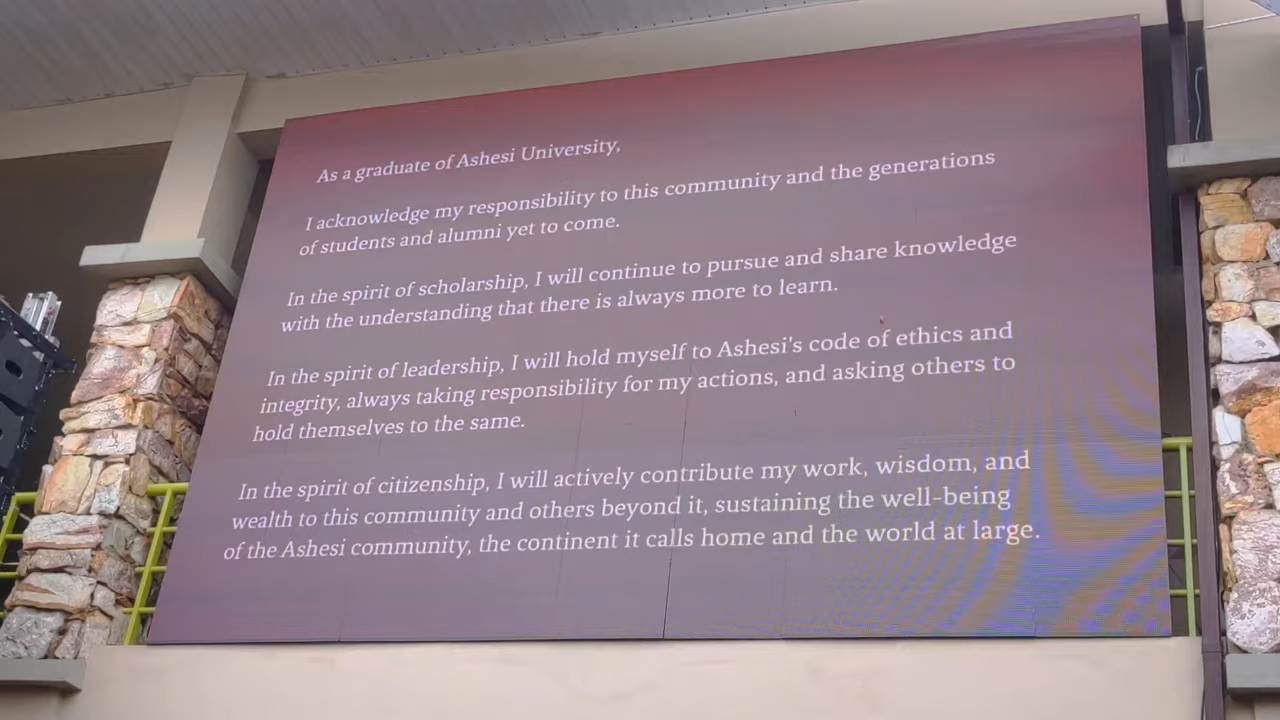 As a graduate of Ashesi University,
I acknowledge my responsibility to this community and the generations
of students and alumni yet to come.
In the spirit of scholarship, I will continue to pursue and share knowledge
with the understanding that there is always more to learn.
In the spirit of leadership, I will hold myself to Ashesi's code of ethics and
integrity, always taking responsibility for my actions, and asking others to
hold themselves to the same.
In the spirit of citizenship, I will actively contribute my work, wisdom, and
wealth to this community and others beyond it, sustaining the well-being
of the Ashesi community, the continent it calls home and the world at large.